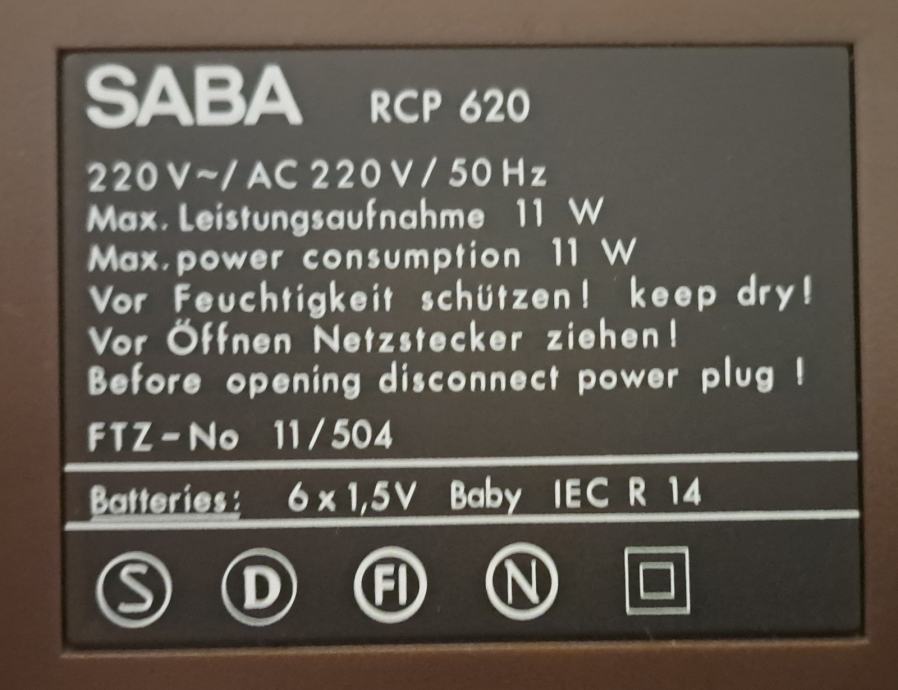 SABA RCP 620
220 V~/ AC 220 V / 50 Hz
Max. Leistungsaufnahme 11 W
Max. power consumption 11 W
Vor Feuchtigkeit schützen! keep dry!
Vor Öffnen Netzstecker ziehen!
Before opening disconnect power plug !
FTZ-No 11/504
Batteries: 6 x 1,5V Baby IEC R 14
S D FI N